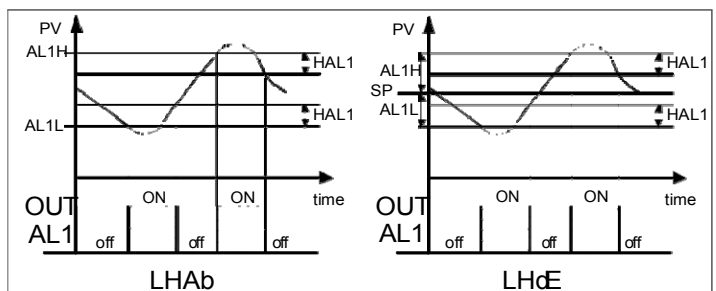 PV
AL1H
HAL1
HAL1
AL1L
time
ON
ON
OUT
AL1
off
off
off
LHAb
PV
AL1H
SP
AL1L
HAL1
HAL1
time
ON
ON
OUT
AL1
off
off
off
LHdE